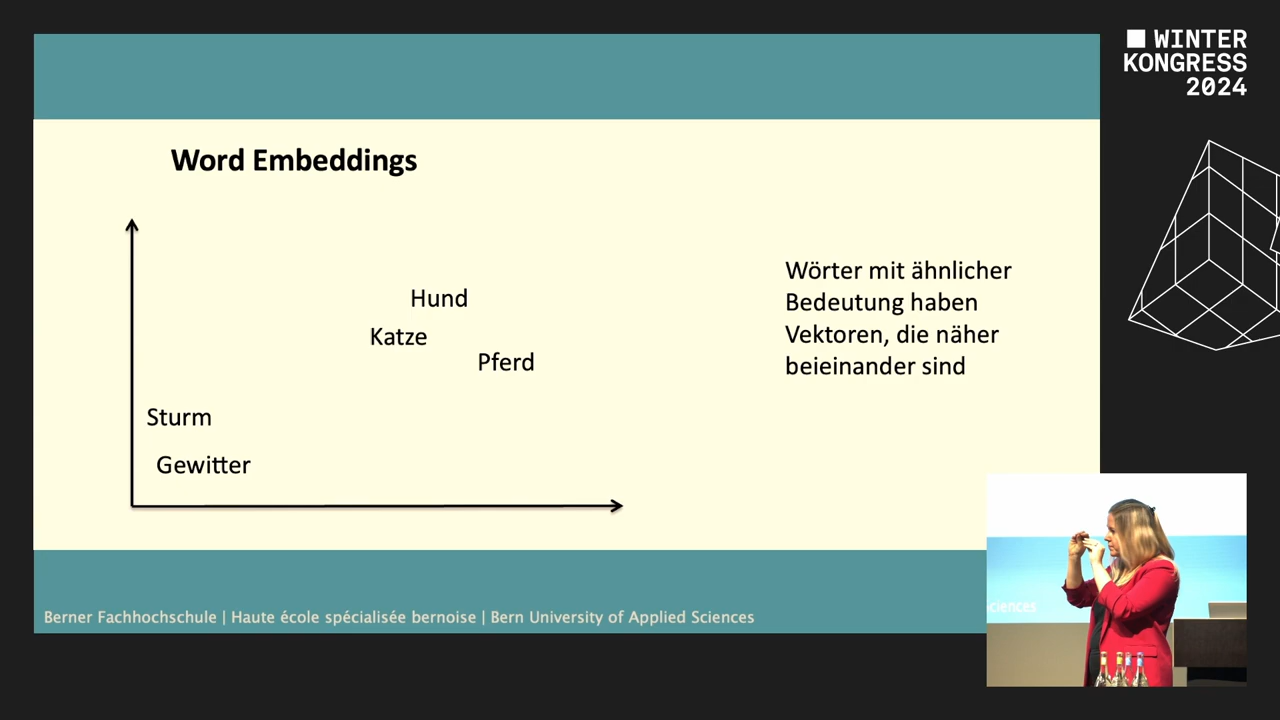 WINTER
KONGRESS
2024
Word Embeddings
Hund
Katze
Pferd
Sturm
Gewitter
Wörter mit ähnlicher
Bedeutung haben
Vektoren, die näher
beieinander sind
Berner Fachhochschule | Haute école spécialisée bernoise | Bern University of Applied Sciences
Sciences